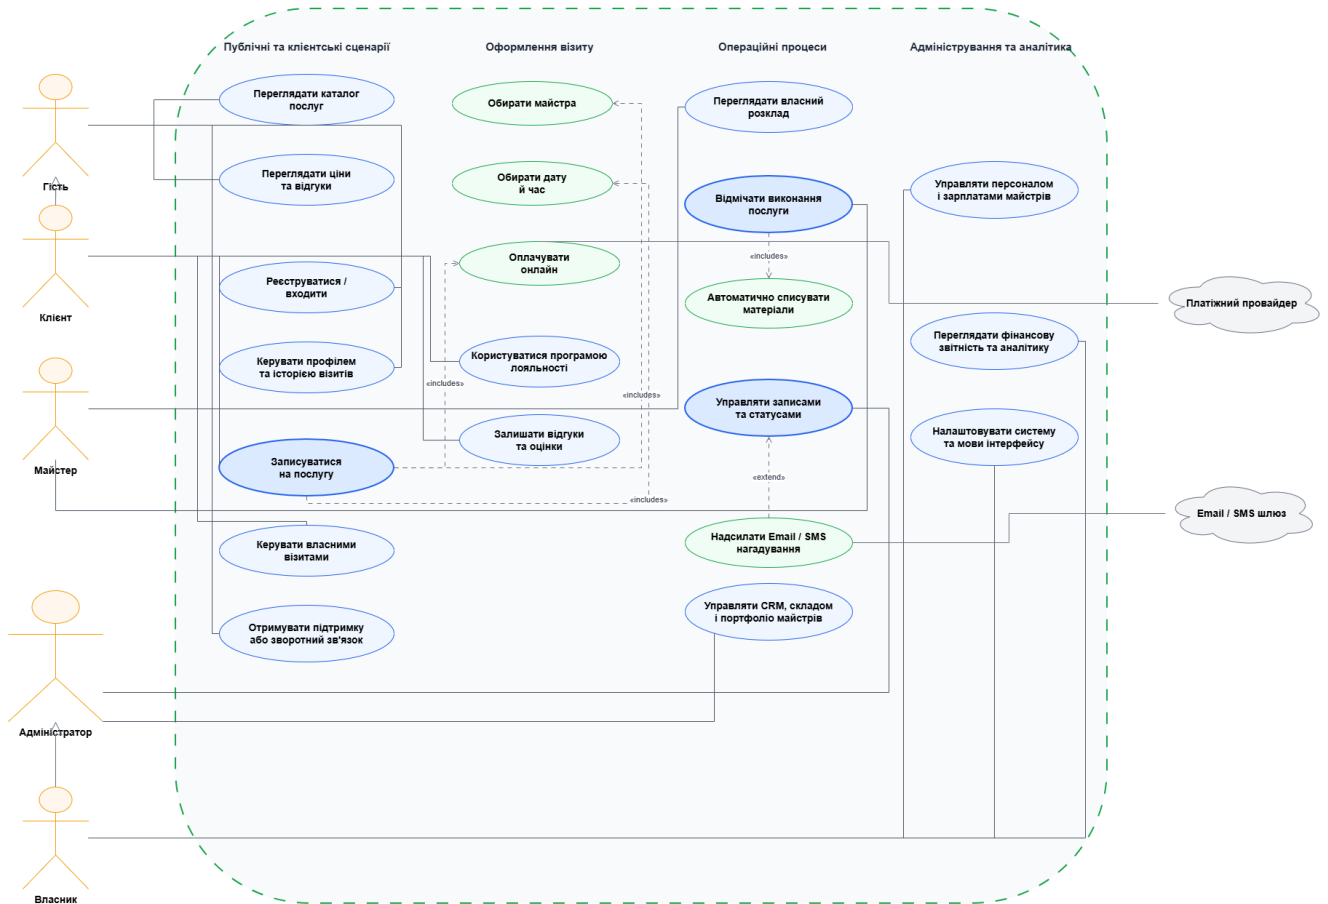 Публічні та клієнтські сценарії
Оформлення візиту
Операційні процеси
Адміністрування та аналітика
Гість
Клієнт
Майстер
Адміністратор
Власник
Переглядати каталог
послуг
Переглядати ціни
та відгуки
Реєструватися /
входити
Керувати профілем
та історією візитів
Записуватися
на послугу
Керувати власними
візитами
Отримувати підтримку
або зворотний зв'язок
Обирати майстра
Обирати дату
й час
Оплачувати
онлайн
Користуватися програмою
лояльності
Залишати відгуки
та оцінки
«includes»
«includes»
«includes»
Переглядати власний
розклад
Відмічати виконання
послуги
«includes»
Автоматично списувати
матеріали
Управляти записами
та статусами
«extend»
Надсилати Email / SMS
нагадування
Управляти CRM, складом
і портфоліо майстрів
Управляти персоналом
і зарплатами майстрів
Переглядати фінансову
звітність та аналітику
Налаштовувати систему
та мови інтерфейсу
Платіжний провайдер
Email / SMS шлюз